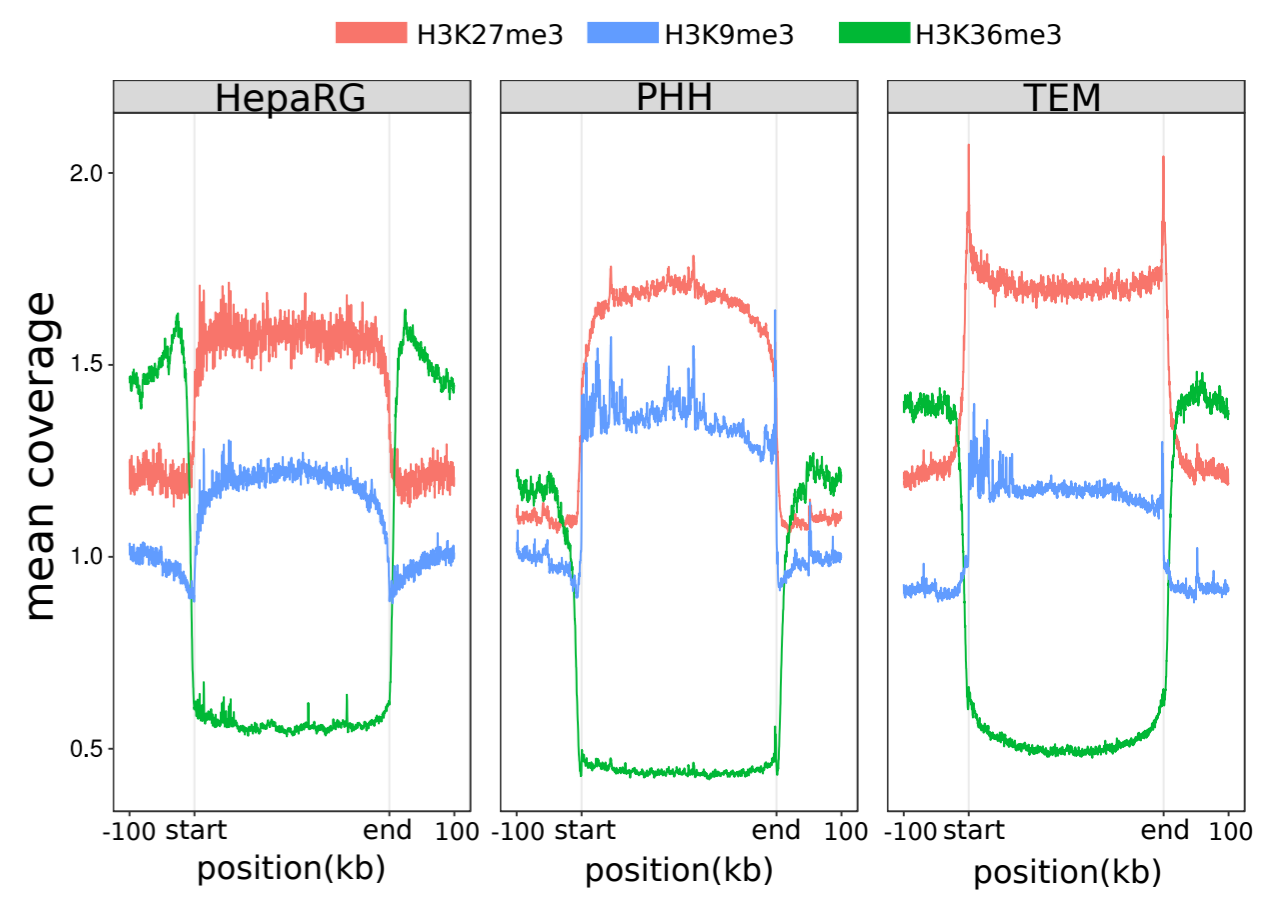 H3K27me3 H3K9me3 H3K36me3
HepaRG PHH TEM
mean coverage
2.0
1.5
1.0
0.5
-100 start end 100 -100 start end 100 -100 start end 100
position(kb) position(kb) position(kb)